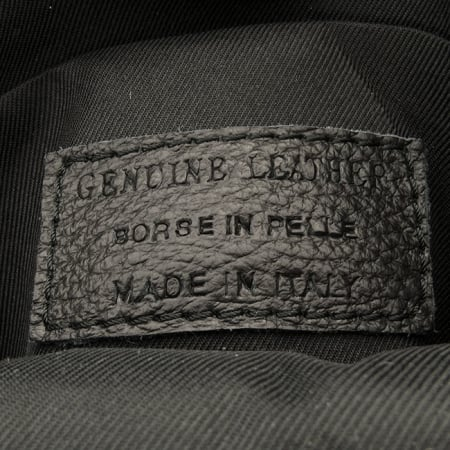 GENUINE LEATHER
BORSE IN PELLE
MADE IN ITALY